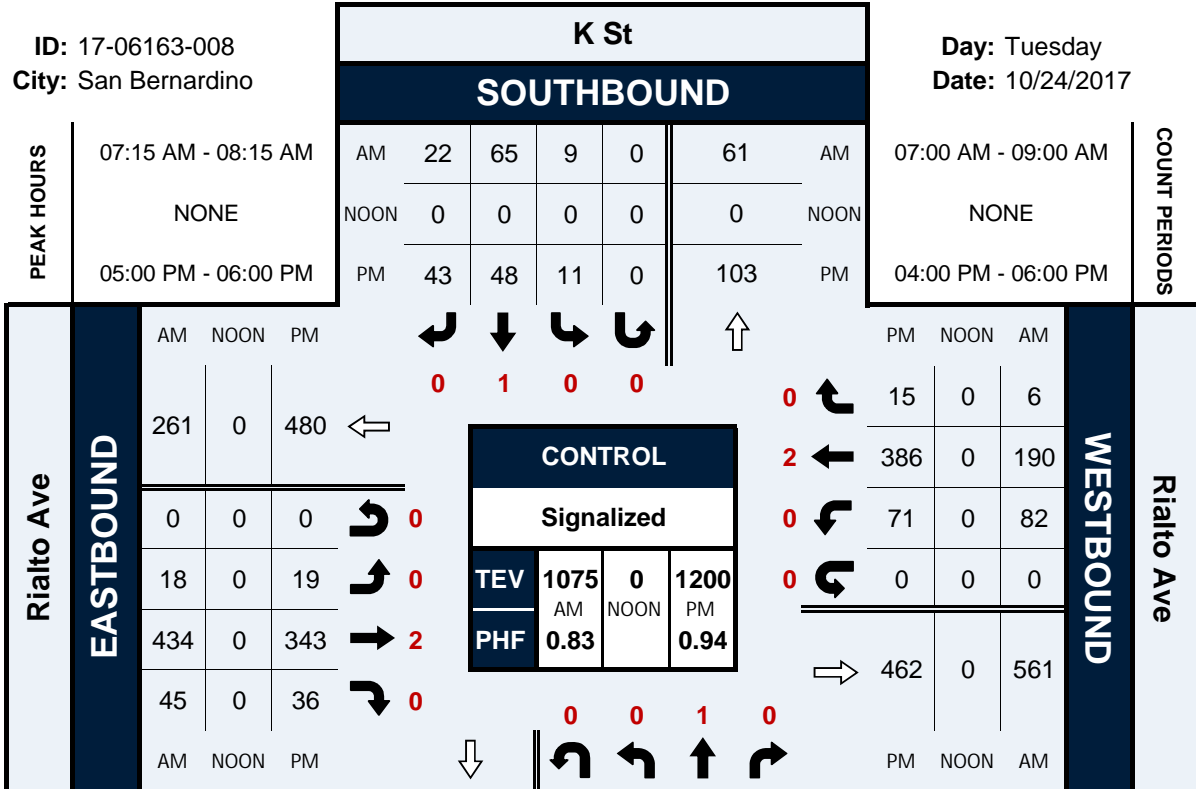 K St
ID: 17-06163-008
Day: Tuesday
City: San Bernardino
Date: 10/24/2017
SOUTHBOUND
PEAK HOURS
07:15 AM - 08:15 AM
NONE
05:00 PM - 06:00 PM
AM 22 65 9 0 61 AM
NOON 0 0 0 0 0 NOON
PM 43 48 11 0 103 PM
07:00 AM - 09:00 AM
NONE
04:00 PM - 06:00 PM
COUNT PERIODS
Rialto Ave
EASTBOUND
AM NOON PM
261 0 480
0 0 0 0
18 0 19 0
434 0 343 2
45 0 36 0
AM NOON PM
0 1 0 0
CONTROL
Signalized
TEV 1075 0 1200
AM NOON PM
PHF 0.83 0.94
0 0 1 0
PM NOON AM
0 15 0 6
2 386 0 190
0 71 0 82
0 0 0 0
462 0 561
PM NOON AM
WESTBOUND
Rialto Ave